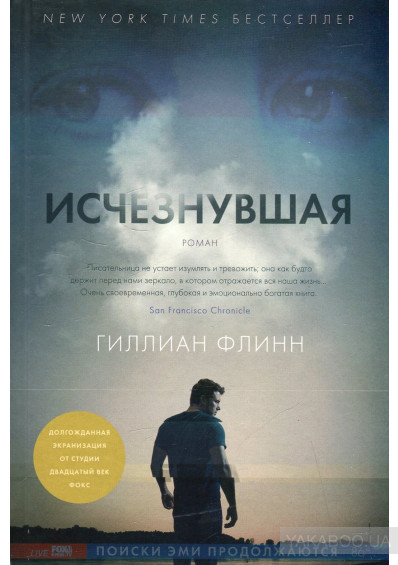 NEW YORK TIMES БЕСТСЕЛЛЕР
ИСЧЕЗНУВШАЯ
РОМАН
"Писательница не устает изумлять и тревожить; она как будто
держит перед нами зеркало, в котором отражается вся наша жизнь...
Очень своевременная, глубокая и эмоционально богатая книга.
San Francisco Chronicle
ГИЛЛИАН ФЛИНН
ДОЛГОЖДАННАЯ
ЭКРАНИЗАЦИЯ
ОТ СТУДИИ
ДВАДЦАТЫЙ ВЕК
ФОКС
LIVE FOX ПОИСКИ ЭМИ ПРОДОЛЖАЮТСЯ
YAKABOO.UA